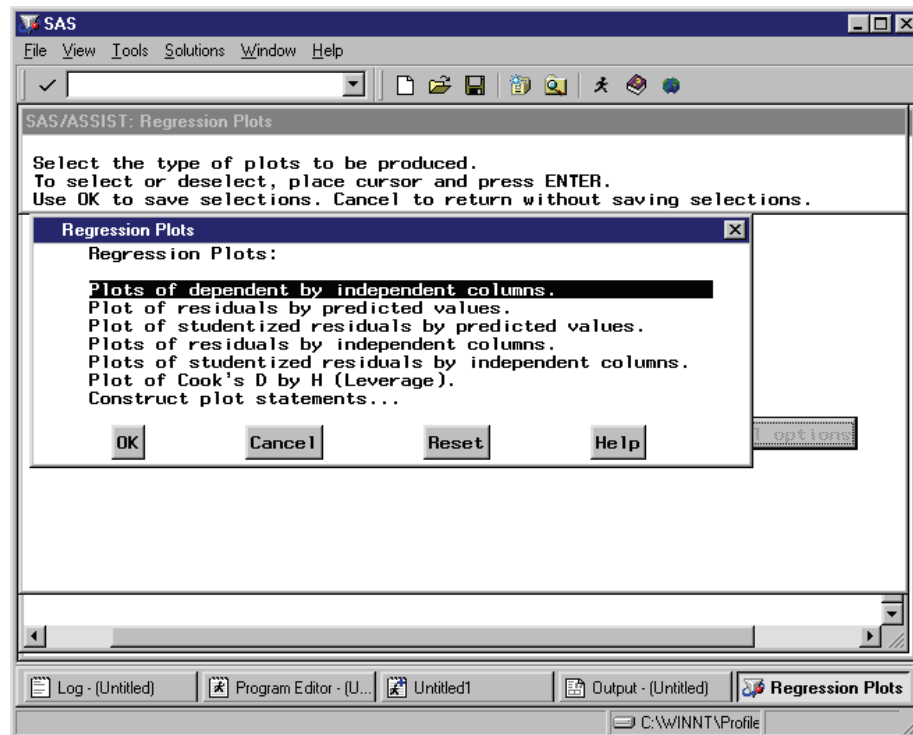 SAS
File View Tools Solutions Window Help
SAS/ASSIST: Regression Plots
Select the type of plots to be produced.
To select or deselect, place cursor and press ENTER.
Use OK to save selections. Cancel to return without saving selections.
Regression Plots
Regression Plots:
Plots of dependent by independent columns.
Plot of residuals by predicted values.
Plot of studentized residuals by predicted values.
Plots of residuals by independent columns.
Plots of studentized residuals by independent columns.
Plot of Cook's D by H (Leverage).
Construct plot statements...
OK Cancel Reset Help
options
Log - (Untitled) Program Editor - (U... Untitled1 Output - (Untitled) Regression Plots
C:\WINNT\Profile